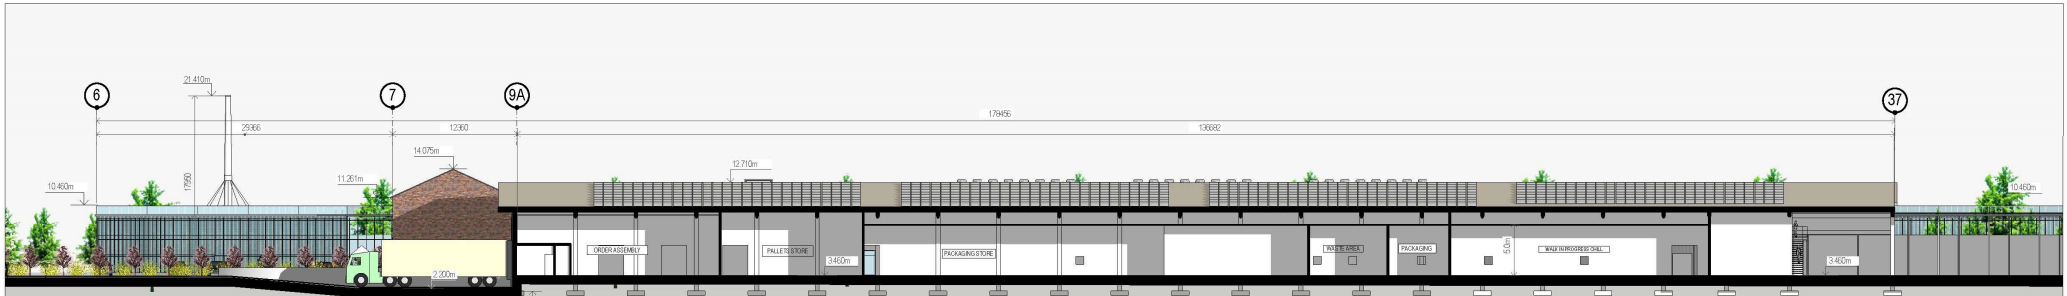 21.410m
6
7
9A
37
178456
29366
12360
136682
17950
14.075m
12.710m
11.261m
10.460m
10.460m
ORDER ASSEMBLY
PALLETS STORE
PACKAGING STORE
WASTE AREA
PACKAGING
WALK IN PROGRESS CHILL
5.0m
3.460m
3.460m
2.200m